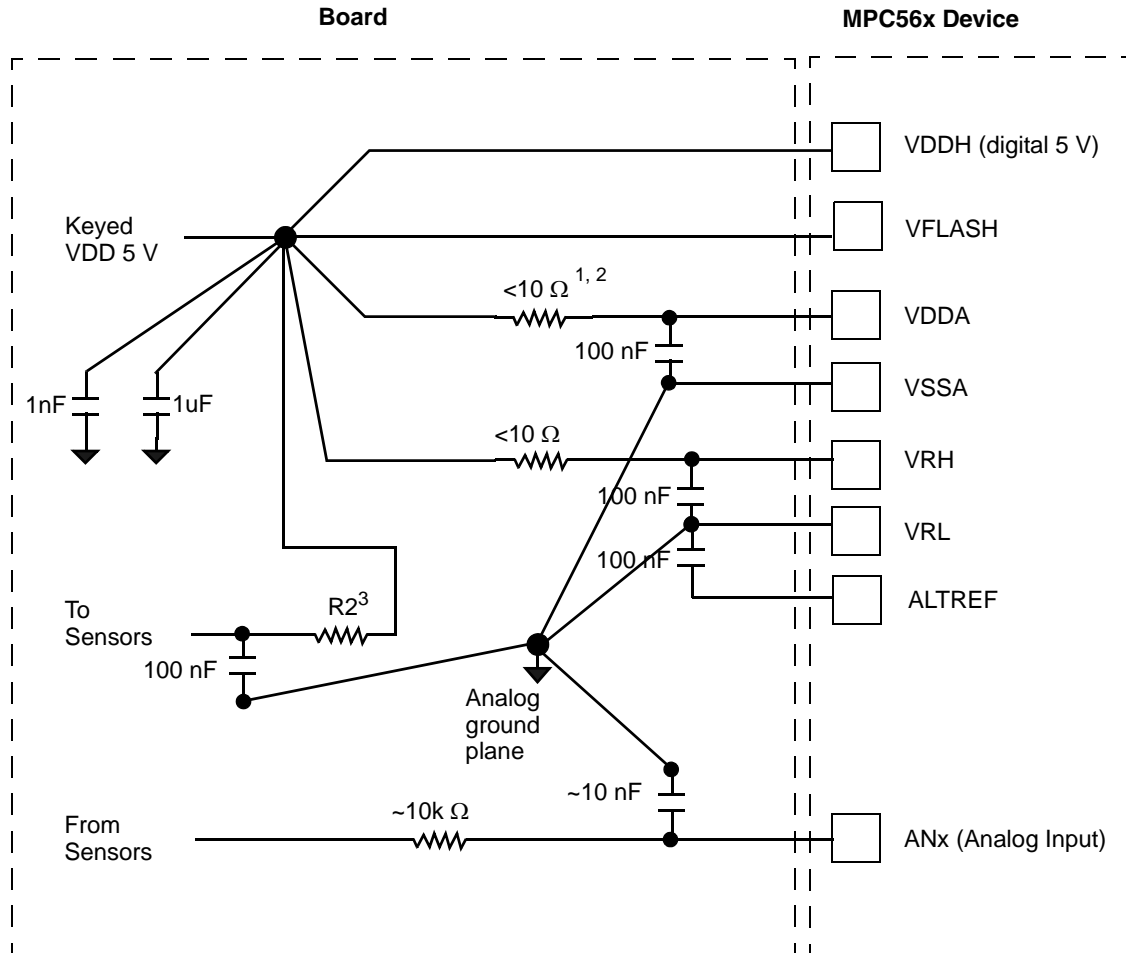 Board
MPC56x Device
VDDH (digital 5 V)
Keyed
VDD 5 V
VFLASH
<10 Ω 1, 2
VDDA
100 nF
VSSA
1nF
1uF
<10 Ω
VRH
100 nF
VRL
100 nF
ALTREF
To
Sensors
R2³
100 nF
Analog
ground
plane
~10 nF
~10k Ω
From
Sensors
ANx (Analog Input)